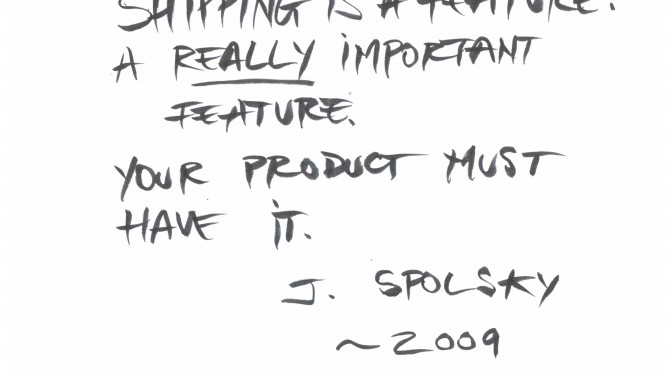 SHIPPING IS A FEATURE.
A REALLY IMPORTANT
FEATURE.
YOUR PRODUCT MUST
HAVE IT.
J. SPOLSKY
~2009